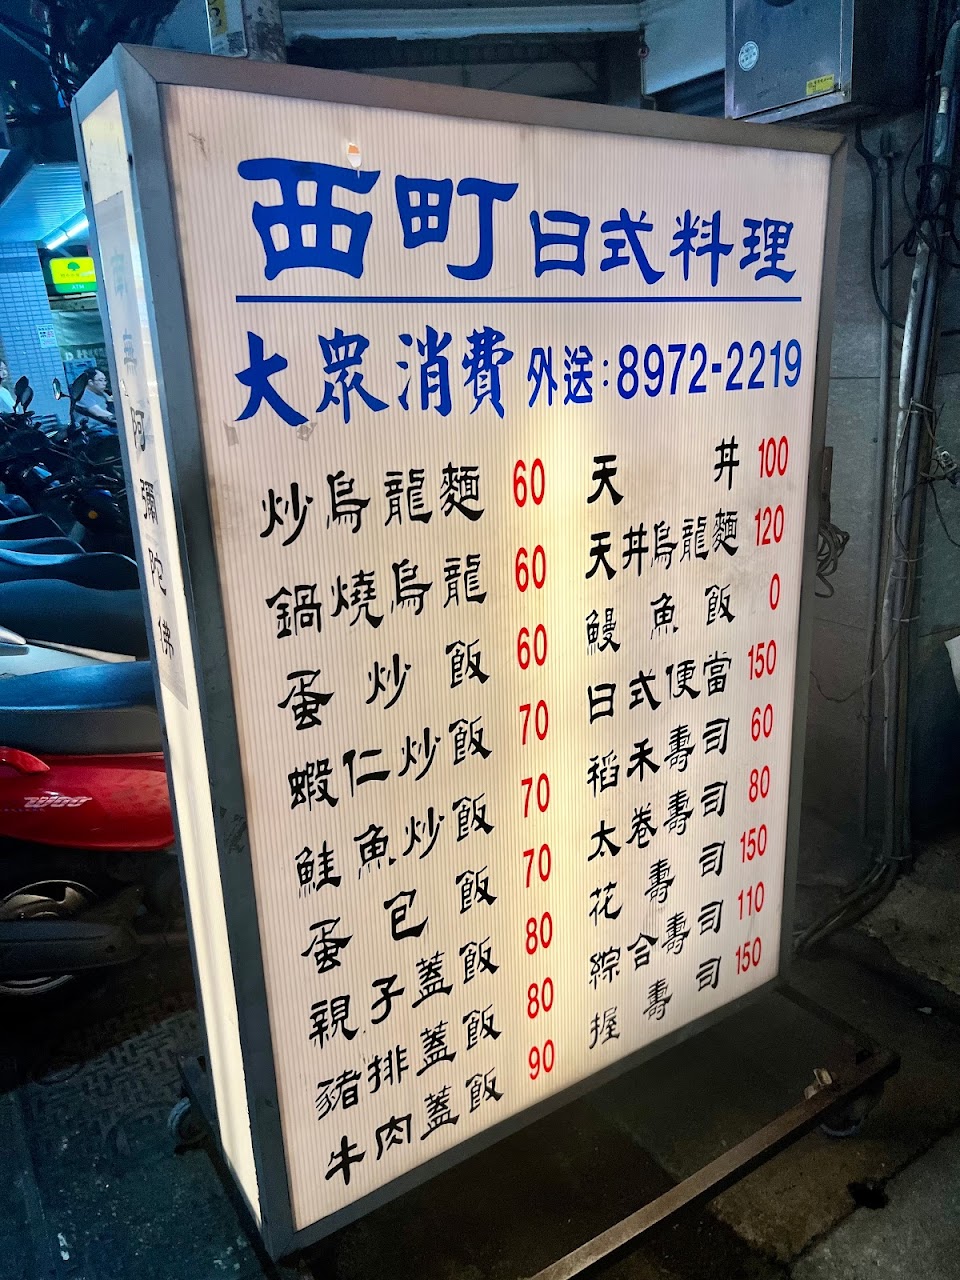 西町日式料理
大眾消費 外送:8972-2219
炒烏龍麵 60
鍋燒烏龍 60
蛋炒飯 60
蝦仁炒飯 70
鮭魚炒飯 70
蛋包飯 70
親子蓋飯 80
豬排蓋飯 80
牛肉蓋飯 90
天丼 100
天丼烏龍麵 120
鰻魚飯 0
日式便當 150
稻禾壽司 60
太卷壽司 80
花壽司 150
綜合壽司 110
握壽司 150
南無阿彌陀佛
WOO